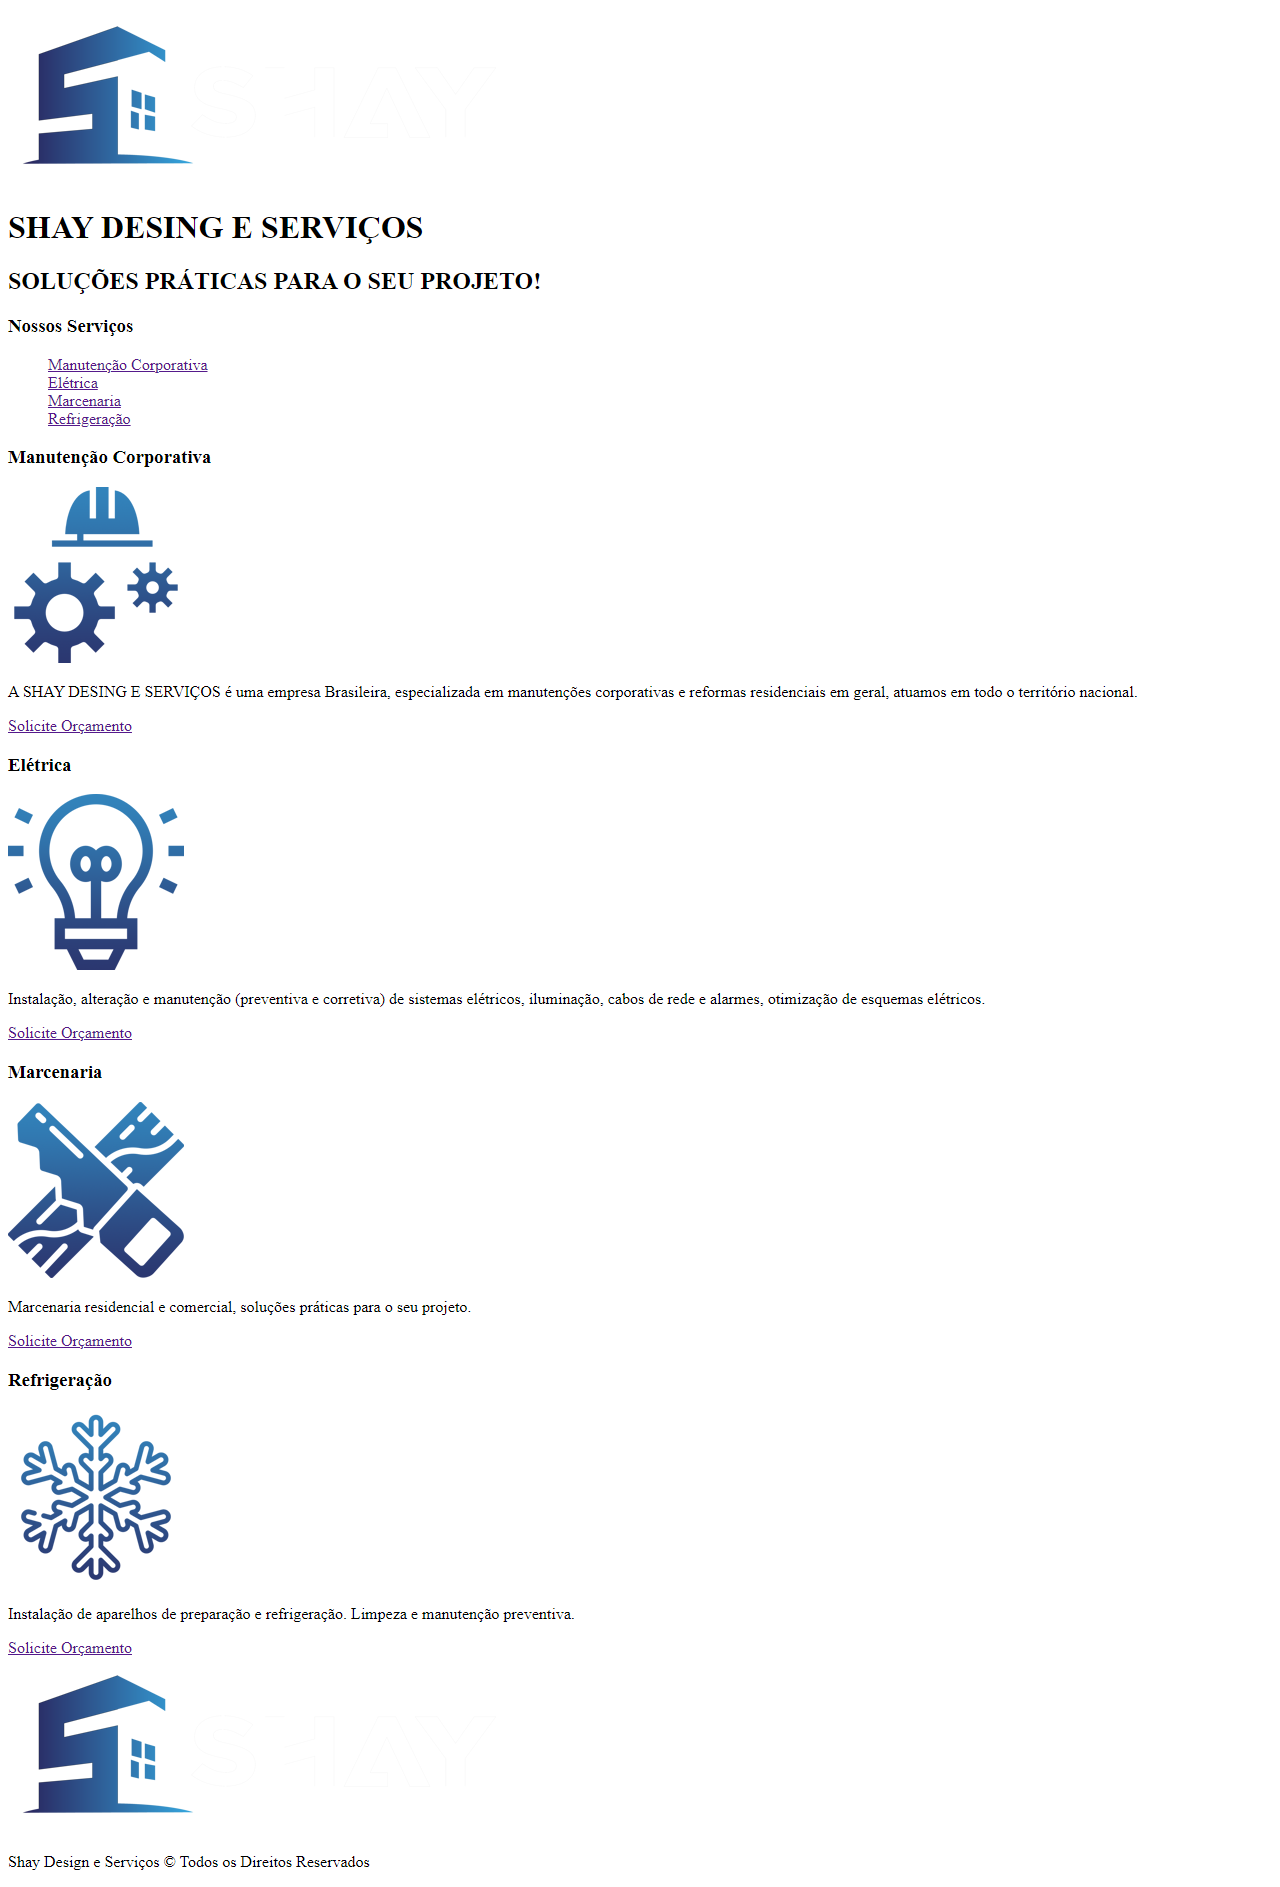 SHAY
SHAY DESING E SERVIÇOS
SOLUÇÕES PRÁTICAS PARA O SEU PROJETO!
Nossos Serviços
Manutenção Corporativa
Elétrica
Marcenaria
Refrigeração
Manutenção Corporativa
A SHAY DESING E SERVIÇOS é uma empresa Brasileira, especializada em manutenções corporativas e reformas residenciais em geral, atuamos em todo o território nacional.
Solicite Orçamento
Elétrica
Instalação, alteração e manutenção (preventiva e corretiva) de sistemas elétricos, iluminação, cabos de rede e alarmes, otimização de esquemas elétricos.
Solicite Orçamento
Marcenaria
Marcenaria residencial e comercial, soluções práticas para o seu projeto.
Solicite Orçamento
Refrigeração
Instalação de aparelhos de preparação e refrigeração. Limpeza e manutenção preventiva.
Solicite Orçamento
SHAY
Shay Design e Serviços © Todos os Direitos Reservados